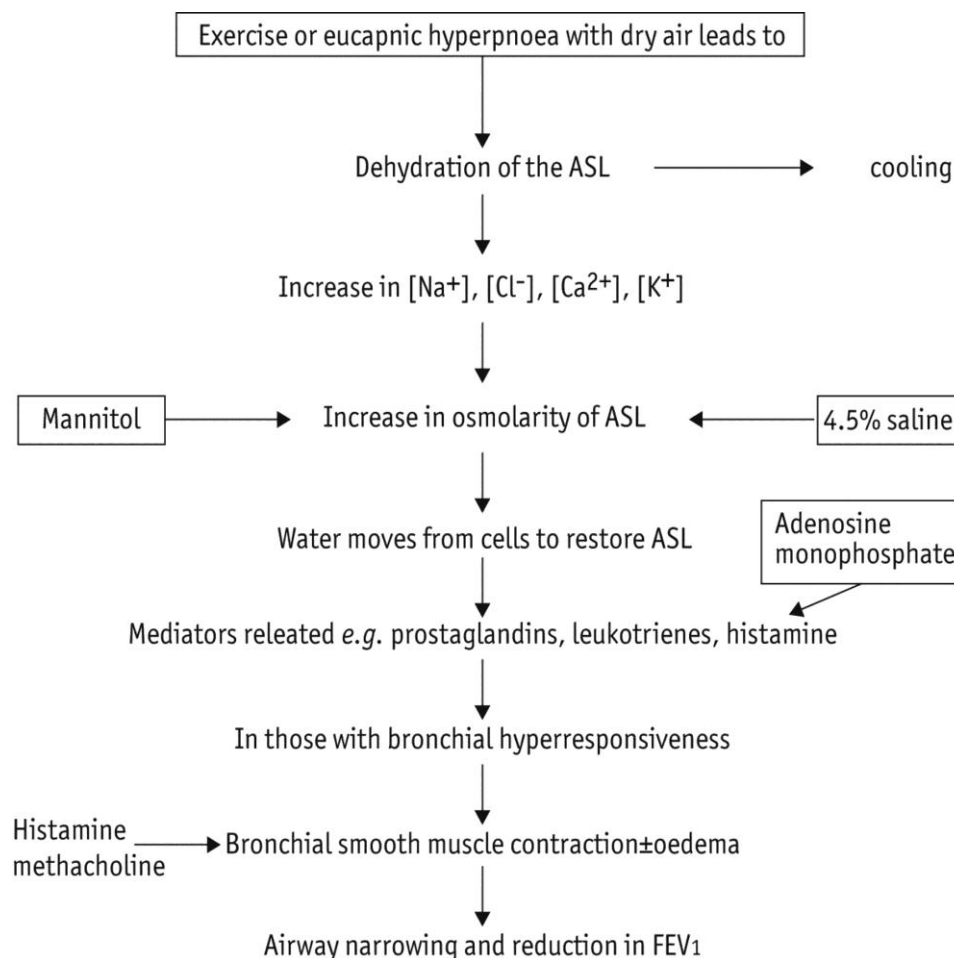 Exercise or eucapnic hyperpnoea with dry air leads to
Dehydration of the ASL
cooling
Increase in [Na+], [Cl-], [Ca2+], [K+]
Mannitol
Increase in osmolarity of ASL
4.5% saline
Water moves from cells to restore ASL
Adenosine
monophosphate
Mediators releated e.g. prostaglandins, leukotrienes, histamine
In those with bronchial hyperresponsiveness
Histamine
methacholine
Bronchial smooth muscle contraction±oedema
Airway narrowing and reduction in FEV1